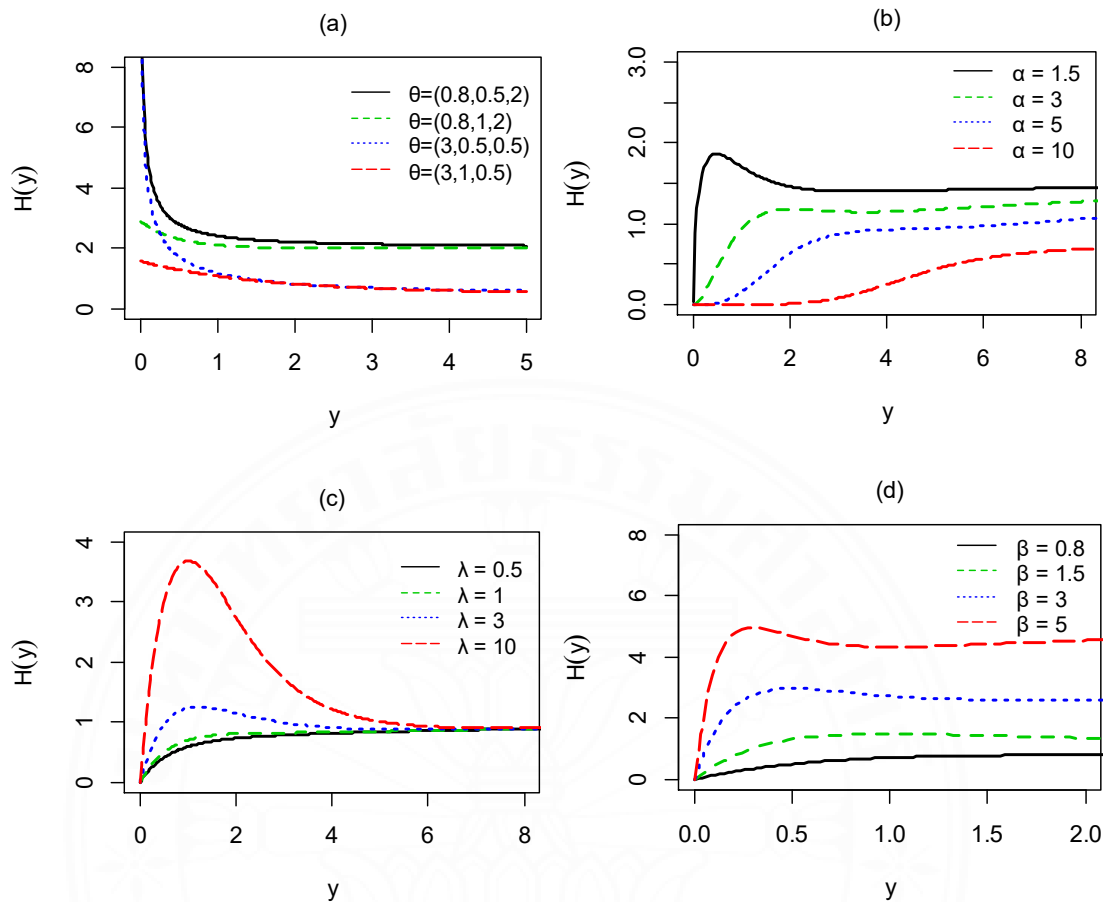 (a)
H(y)
8
6
4
2
0
θ=(0.8,0.5,2)
θ=(0.8,1,2)
θ=(3,0.5,0.5)
θ=(3,1,0.5)
0 1 2 3 4 5
y
(b)
H(y)
3.0
2.0
1.0
0.0
α = 1.5
α = 3
α = 5
α = 10
0 2 4 6 8
y
(c)
H(y)
4
3
2
1
0
λ = 0.5
λ = 1
λ = 3
λ = 10
0 2 4 6 8
y
(d)
H(y)
8
6
4
2
0
β = 0.8
β = 1.5
β = 3
β = 5
0.0 0.5 1.0 1.5 2.0
y